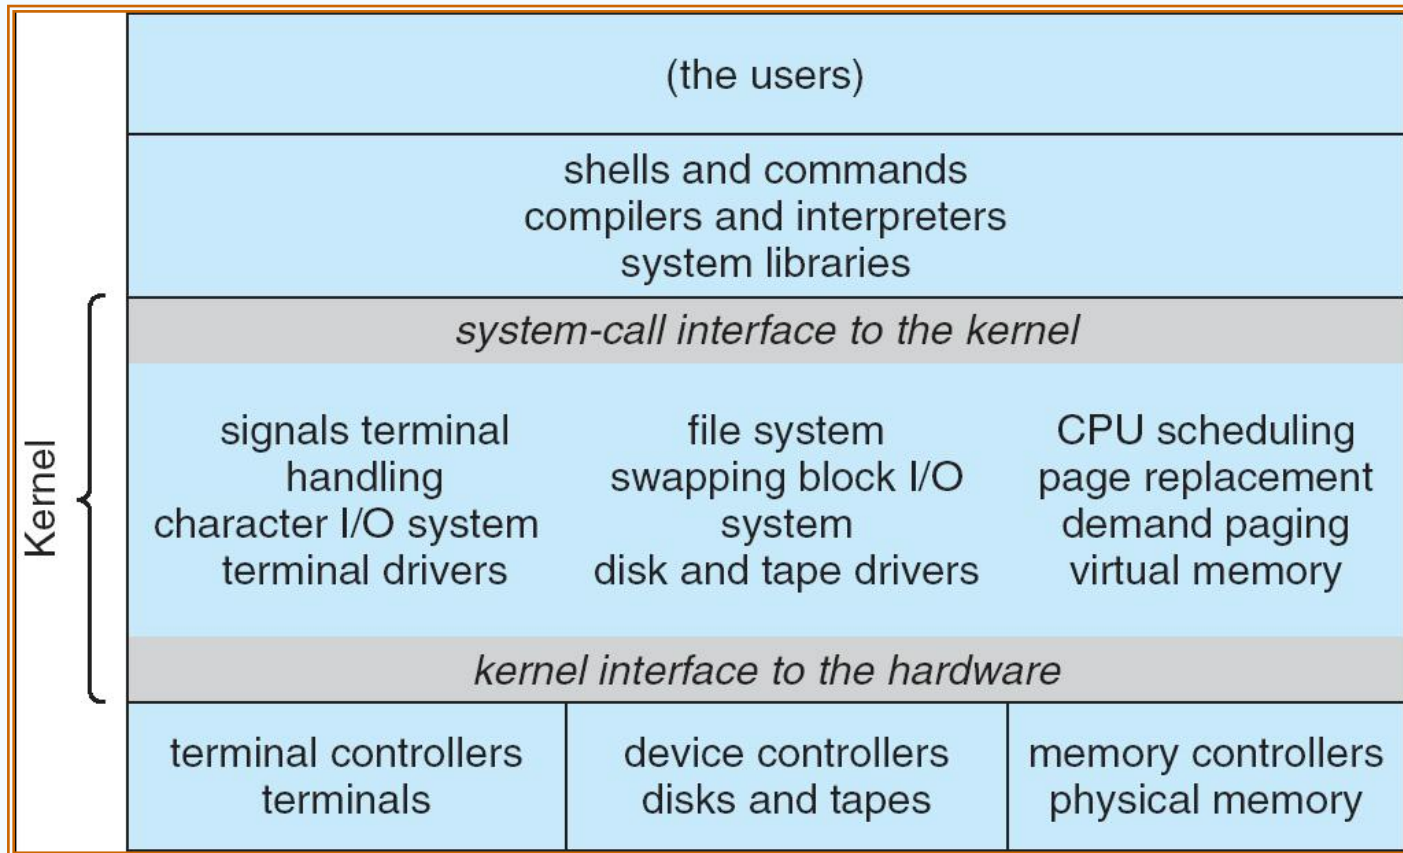 (the users)
shells and commands
compilers and interpreters
system libraries
Kernel
system-call interface to the kernel
signals terminal
handling
character I/O system
terminal drivers
file system
swapping block I/O
system
disk and tape drivers
CPU scheduling
page replacement
demand paging
virtual memory
kernel interface to the hardware
terminal controllers
terminals
device controllers
disks and tapes
memory controllers
physical memory